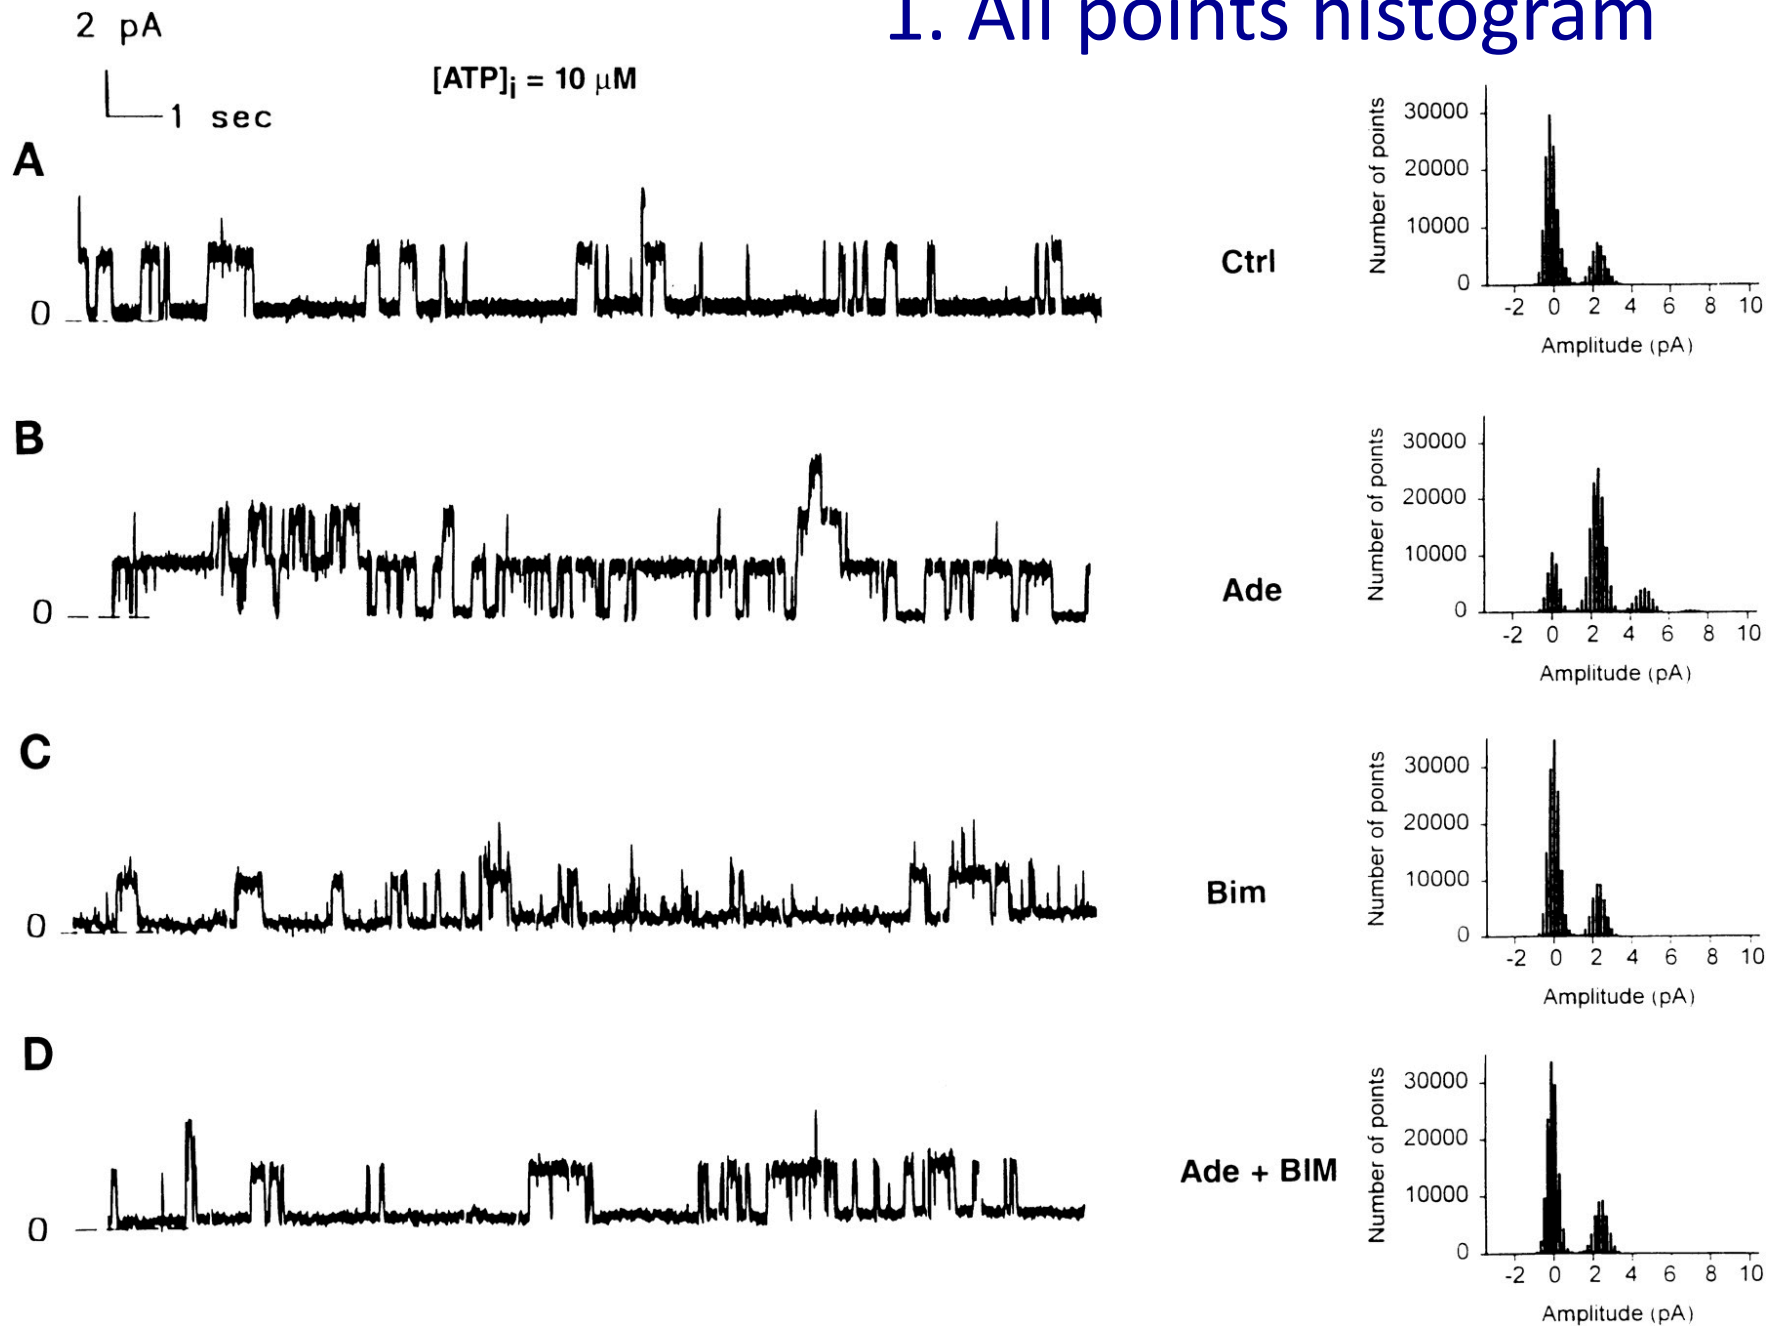 1. All points histogram
2 pA
1 sec
[ATP]i = 10 μM
A
0
Ctrl
Number of points
30000
20000
10000
0
-2 0 2 4 6 8 10
Amplitude (pA)
B
0
Ade
Number of points
30000
20000
10000
0
-2 0 2 4 6 8 10
Amplitude (pA)
C
0
Bim
Number of points
30000
20000
10000
0
-2 0 2 4 6 8 10
Amplitude (pA)
D
0
Ade + BIM
Number of points
30000
20000
10000
0
-2 0 2 4 6 8 10
Amplitude (pA)